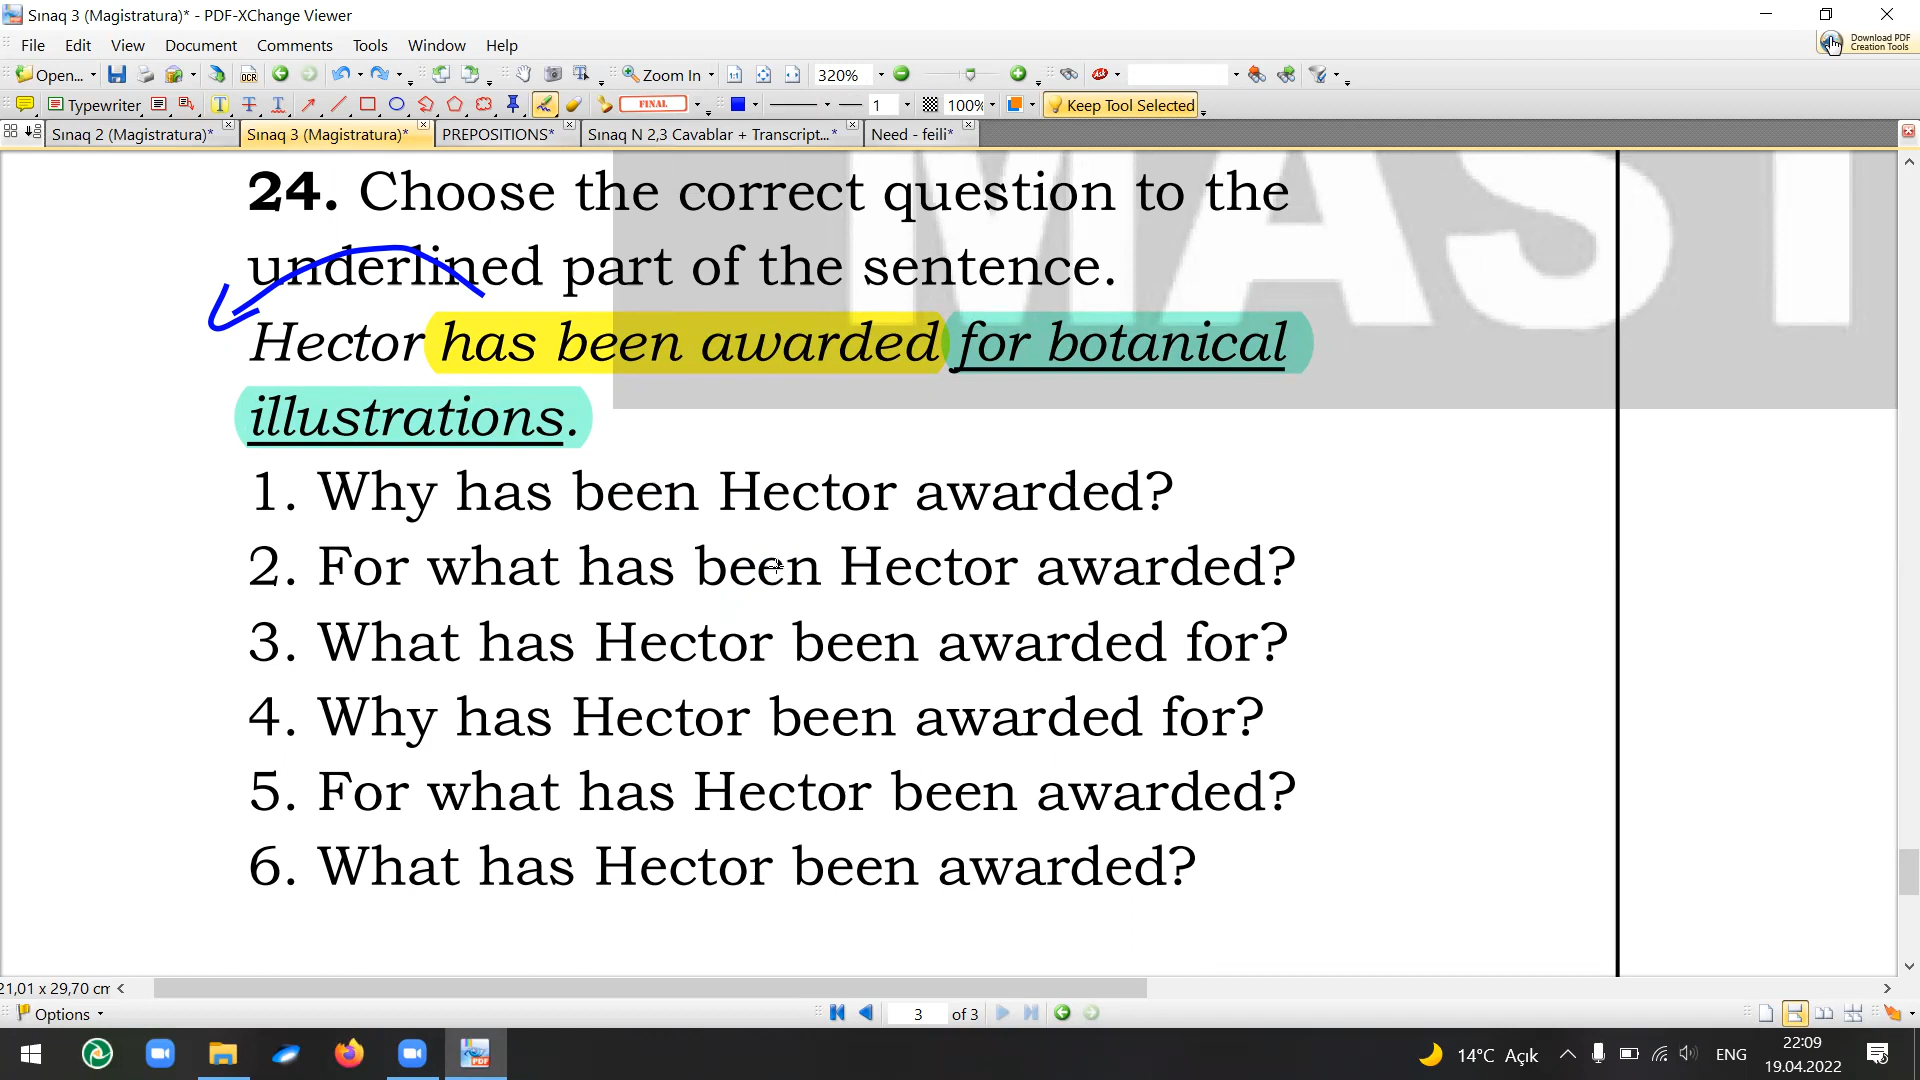 Sınaq 3 (Magistratura)* - PDF-XChange Viewer
File Edit View Document Comments Tools Window Help
Download PDF
Creation Tools
Open... OCR Zoom In 320%
Typewriter FINAL 1 100% Keep Tool Selected
Sınaq 2 (Magistratura)* Sınaq 3 (Magistratura)* PREPOSITIONS* Sınaq N 2,3 Cavablar + Transcript...* Need - feili*
MAST
24. Choose the correct question to the
underlined part of the sentence.
Hector has been awarded for botanical
illustrations.
1. Why has been Hector awarded?
2. For what has been Hector awarded?
3. What has Hector been awarded for?
4. Why has Hector been awarded for?
5. For what has Hector been awarded?
6. What has Hector been awarded?
21,01 x 29,70 cm
Options 3 of 3
14°C Açık ENG 22:09
19.04.2022